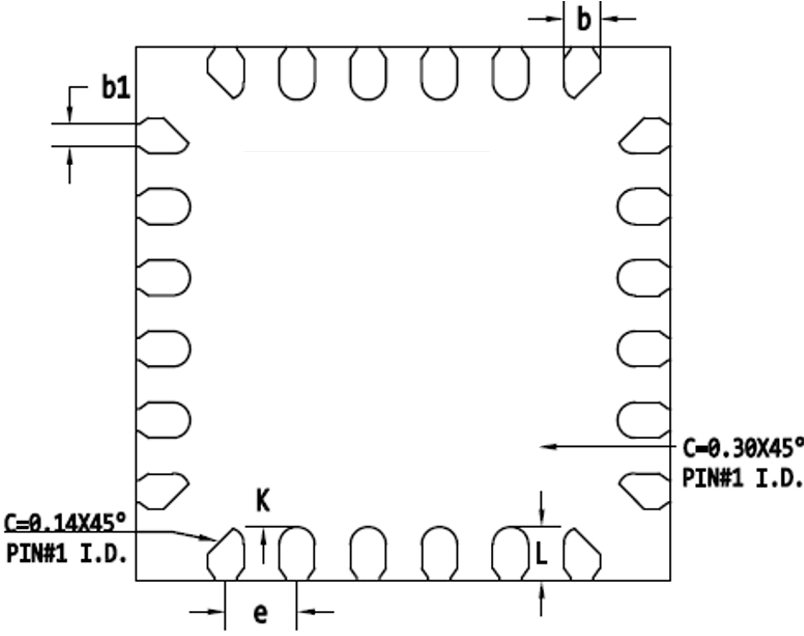 b
b1
C=0.30X45°
PIN#1 I.D.
K
C=0.14X45°
PIN#1 I.D.
L
e